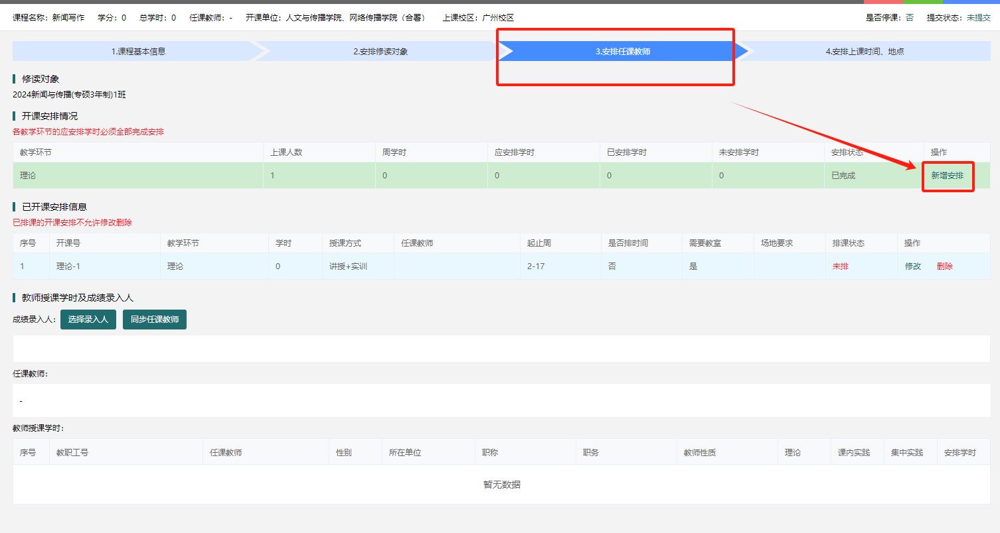 课程名称：新闻写作 学分：0 总学时：0 任课教师：- 开课单位：人文与传播学院、网络传播学院（合署） 上课校区：广州校区 是否停课：否 提交状态：未提交
1.课程基本信息 2.安排修读对象 3.安排任课教师 4.安排上课时间、地点
修读对象
2024新闻与传播(专硕3年制)1班
开课安排情况
各教学环节的应安排学时必须全部完成安排
教学环节 上课人数 周学时 应安排学时 已安排学时 未安排学时 安排状态 操作
理论 1 0 0 0 0 已完成 新增安排
已开课安排信息
已排课的开课安排不允许修改删除
序号 开课号 教学环节 学时 授课方式 任课教师 起止周 是否排时间 需要教室 场地要求 排课状态 操作
1 理论-1 理论 0 讲授+实训 2-17 否 是 未排 修改 删除
教师授课学时及成绩录入人
成绩录入人： 选择录入人 同步任课教师
任课教师：
-
教师授课学时：
序号 教职工号 任课教师 性别 所在单位 职称 职务 教师性质 理论 课内实践 集中实践 安排学时
暂无数据